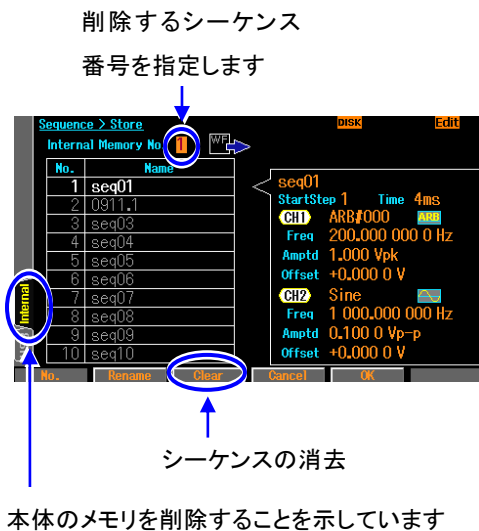 削除するシーケンス
番号を指定します
Sequence > Store
DISK
Edit
Internal Memory No.
1
WF
No. Name
1 seq01
2 0911.1
3 seq03
4 seq04
5 seq05
6 seq06
7 seq07
8 seq08
9 seq09
10 seq10
Internal
seq01
StartStep 1 Time 4ms
CH1 ARB#000 ARB
Freq 200.000 000 0 Hz
Amptd 1.000 Vpk
Offset +0.000 0 V
CH2 Sine
Freq 1 000.000 000 Hz
Amptd 0.100 0 Vp-p
Offset +0.000 0 V
No. Rename Clear Cancel OK
シーケンスの消去
本体のメモリを削除することを示しています